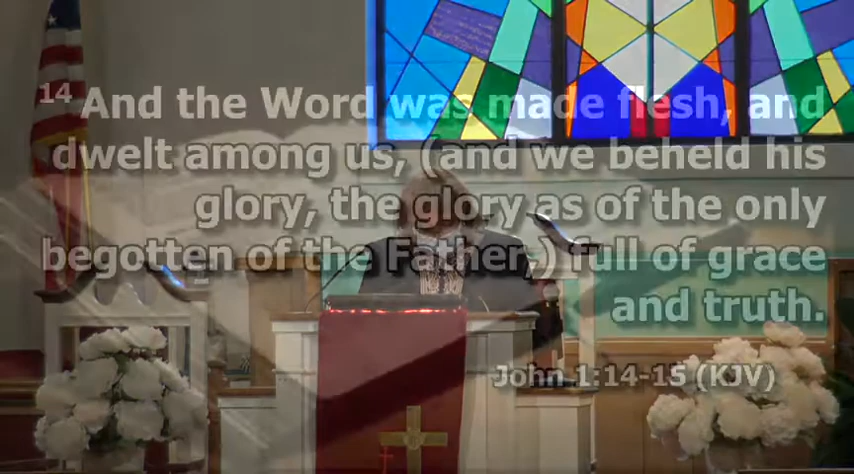 14 And the Word was made flesh, and
dwelt among us, (and we beheld his
glory, the glory as of the only
begotten of the Father,) full of grace
and truth.
John 1:14-15 (KJV)